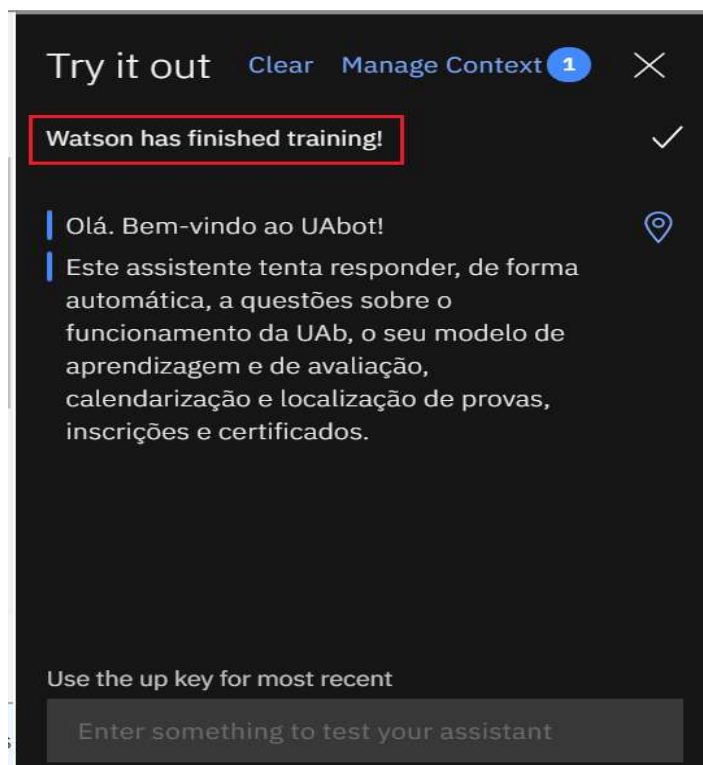 Try it out Clear Manage Context 1
Watson has finished training!
Olá. Bem-vindo ao UAbot!
Este assistente tenta responder, de forma
automática, a questões sobre o
funcionamento da UAb, o seu modelo de
aprendizagem e de avaliação,
calendarização e localização de provas,
inscrições e certificados.
Use the up key for most recent
Enter something to test your assistant